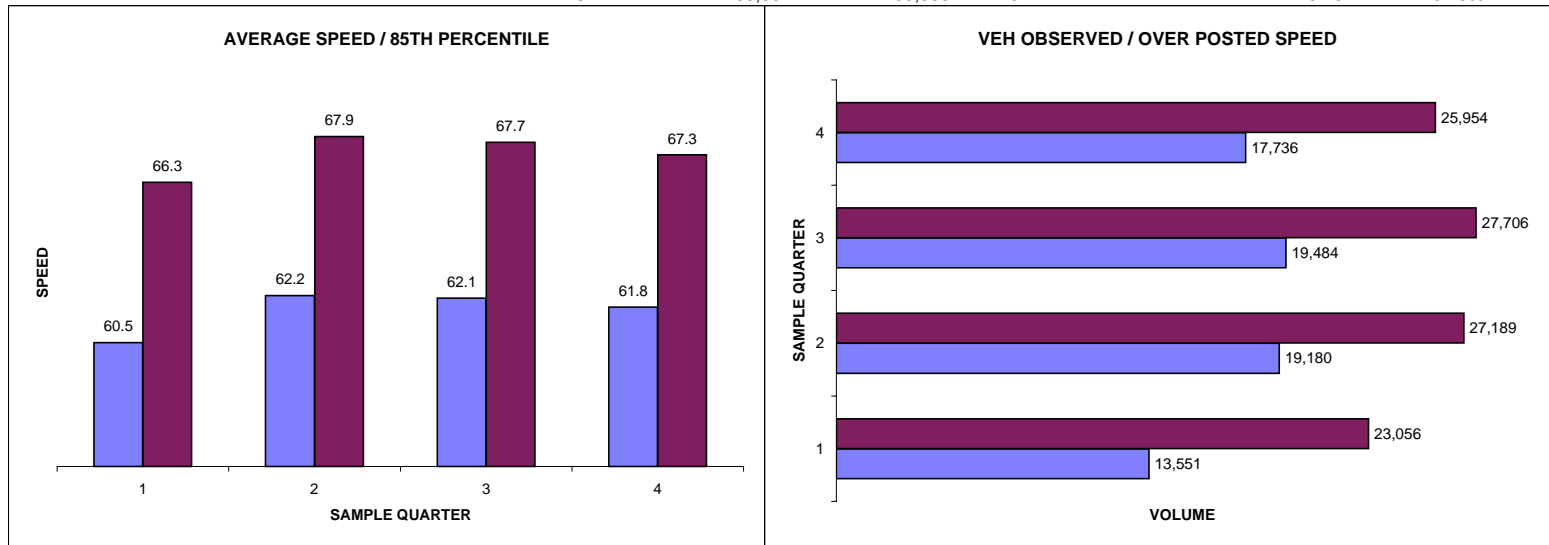 AVERAGE SPEED / 85TH PERCENTILE
67.9
67.7
67.3
66.3
62.2
62.1
61.8
60.5
SPEED
1 2 3 4
SAMPLE QUARTER
VEH OBSERVED / OVER POSTED SPEED
25,954
4
17,736
27,706
3
19,484
27,189
2
19,180
23,056
1
13,551
SAMPLE QUARTER
VOLUME